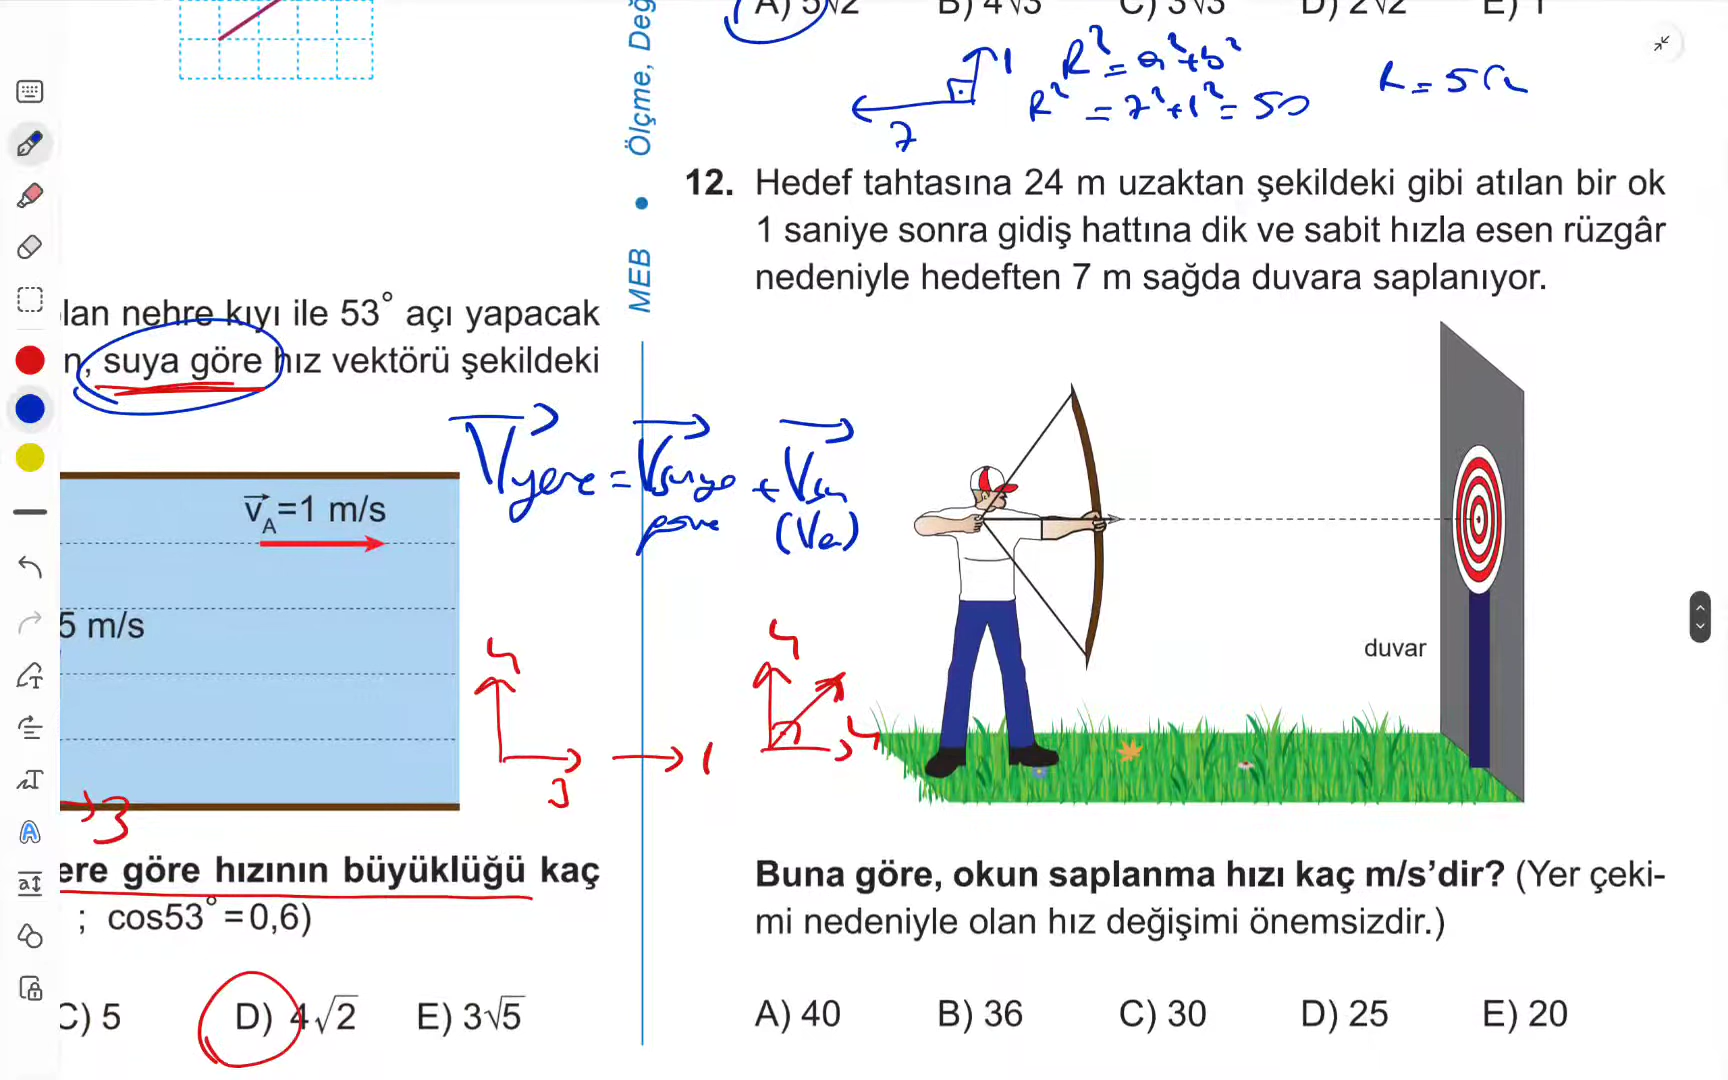 A) 5√2 B) 4√3 C) 3√3 D) 2√2 E) 1
1 R² = a² + b²
7 R² = 7² + 1² = 50
R = 5√2
MEB • Ölçme, Değ
12. Hedef tahtasına 24 m uzaktan şekildeki gibi atılan bir ok
1 saniye sonra gidiş hattına dik ve sabit hızla esen rüzgâr
nedeniyle hedeften 7 m sağda duvara saplanıyor.
lan nehre kıyı ile 53° açı yapacak
n, suya göre hız vektörü şekildeki
V yere = V suya göre + V su (Va)
v⃗A=1 m/s
5 m/s
4
3
1
4
4
3
duvar
ere göre hızının büyüklüğü kaç
; cos53°=0,6)
C) 5 D) 4√2 E) 3√5
Buna göre, okun saplanma hızı kaç m/s’dir? (Yer çeki-
mi nedeniyle olan hız değişimi önemsizdir.)
A) 40 B) 36 C) 30 D) 25 E) 20